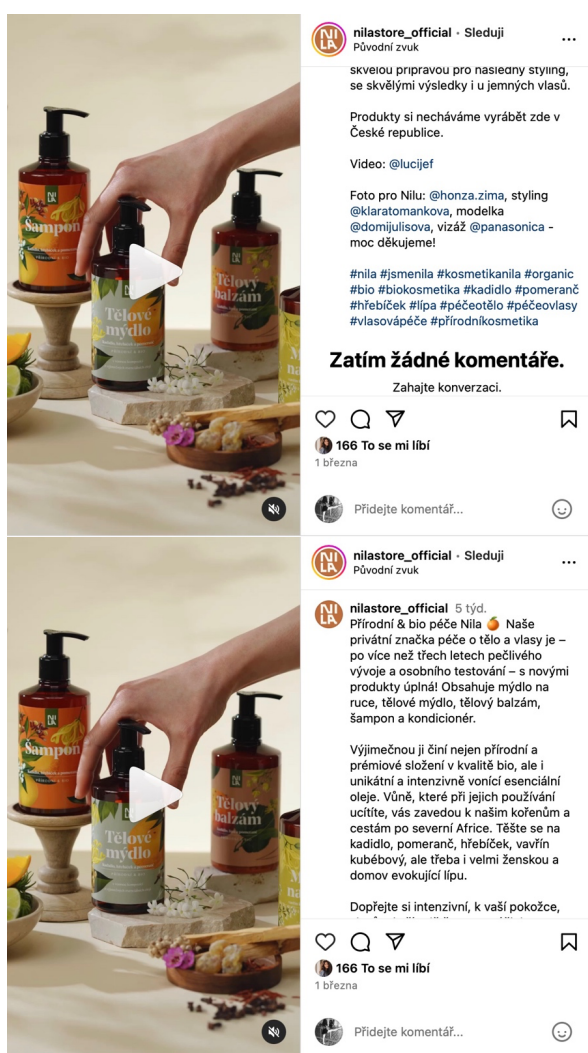 nilastore_official • Sleduji
Původní zvuk
skvělou přípravou pro následný styling,
se skvělými výsledky i u jemných vlasů.
Produkty si necháváme vyrábět zde v
České republice.
Video: @lucijef
Foto pro Nilu: @honza.zima, styling
@klaratomankova, modelka
@domijulisova, vizáž @panasonica -
moc děkujeme!
#nila #jsmenila #kosmetikanila #organic
#bio #biokosmetika #kadidlo #pomeranč
#hřebíček #lípa #péčeotělo #péčeovlasy
#vlasovápéče #přírodníkosmetika
Zatím žádné komentáře.
Zahajte konverzaci.
166 To se mi líbí
1 března
Přidejte komentář...
NILA
Šampon
Tělové
mýdlo
Tělový
balzám
nilastore_official • Sleduji
Původní zvuk
nilastore_official 5 týd.
Přírodní & bio péče Nila 🍊 Naše
privátní značka péče o tělo a vlasy je –
po více než třech letech pečlivého
vývoje a osobního testování – s novými
produkty úplná! Obsahuje mýdlo na
ruce, tělové mýdlo, tělový balzám,
šampon a kondicionér.
Výjimečnou ji činí nejen přírodní a
prémiové složení v kvalitě bio, ale i
unikátní a intenzivně vonící esenciální
oleje. Vůně, které při jejich používání
ucítíte, vás zavedou k našim kořenům a
cestám po severní Africe. Těšte se na
kadidlo, pomeranč, hřebíček, vavřín
kubébový, ale třeba i velmi ženskou a
domov evokující lípu.
Dopřejte si intenzivní, k vaší pokožce,
166 To se mi líbí
1 března
Přidejte komentář...
NILA
Šampon
Tělové
mýdlo
Tělový
balzám